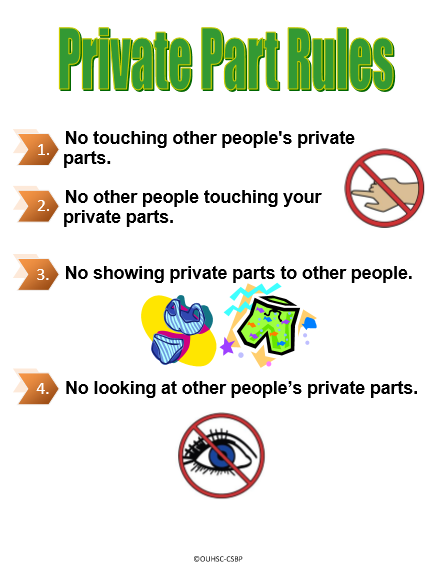 Private Part Rules
1. No touching other people's private
parts.
2. No other people touching your
private parts.
3. No showing private parts to other people.
4. No looking at other people’s private parts.
©OUHSC-CSBP